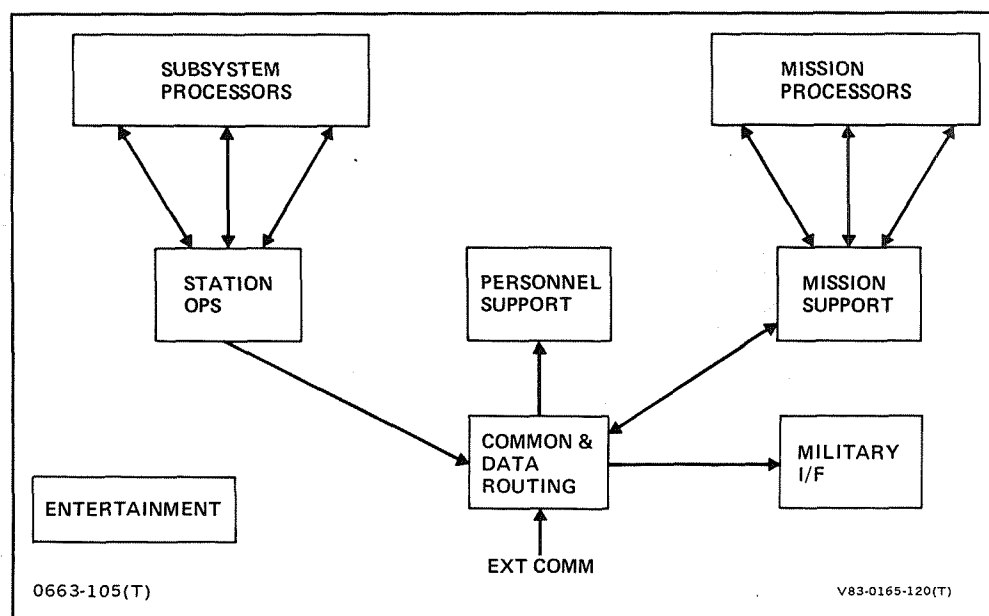 SUBSYSTEM
PROCESSORS
MISSION
PROCESSORS
STATION
OPS
PERSONNEL
SUPPORT
MISSION
SUPPORT
COMMON &
DATA
ROUTING
MILITARY
I/F
ENTERTAINMENT
EXT COMM
0663-105(T)
V83-0165-120(T)